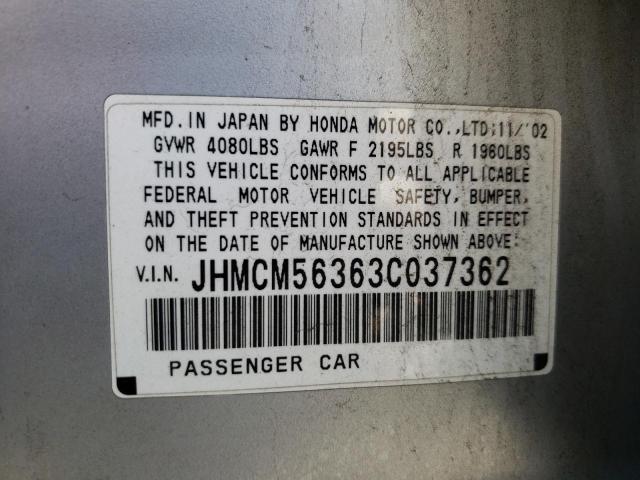 MFD. IN JAPAN BY HONDA MOTOR CO., LTD; 11/'02
GVWR 4080LBS GAWR F 2195LBS R 1960LBS
THIS VEHICLE CONFORMS TO ALL APPLICABLE
FEDERAL MOTOR VEHICLE SAFETY, BUMPER,
AND THEFT PREVENTION STANDARDS IN EFFECT
ON THE DATE OF MANUFACTURE SHOWN ABOVE:
V.I.N. JHMCM56363C037362
PASSENGER CAR